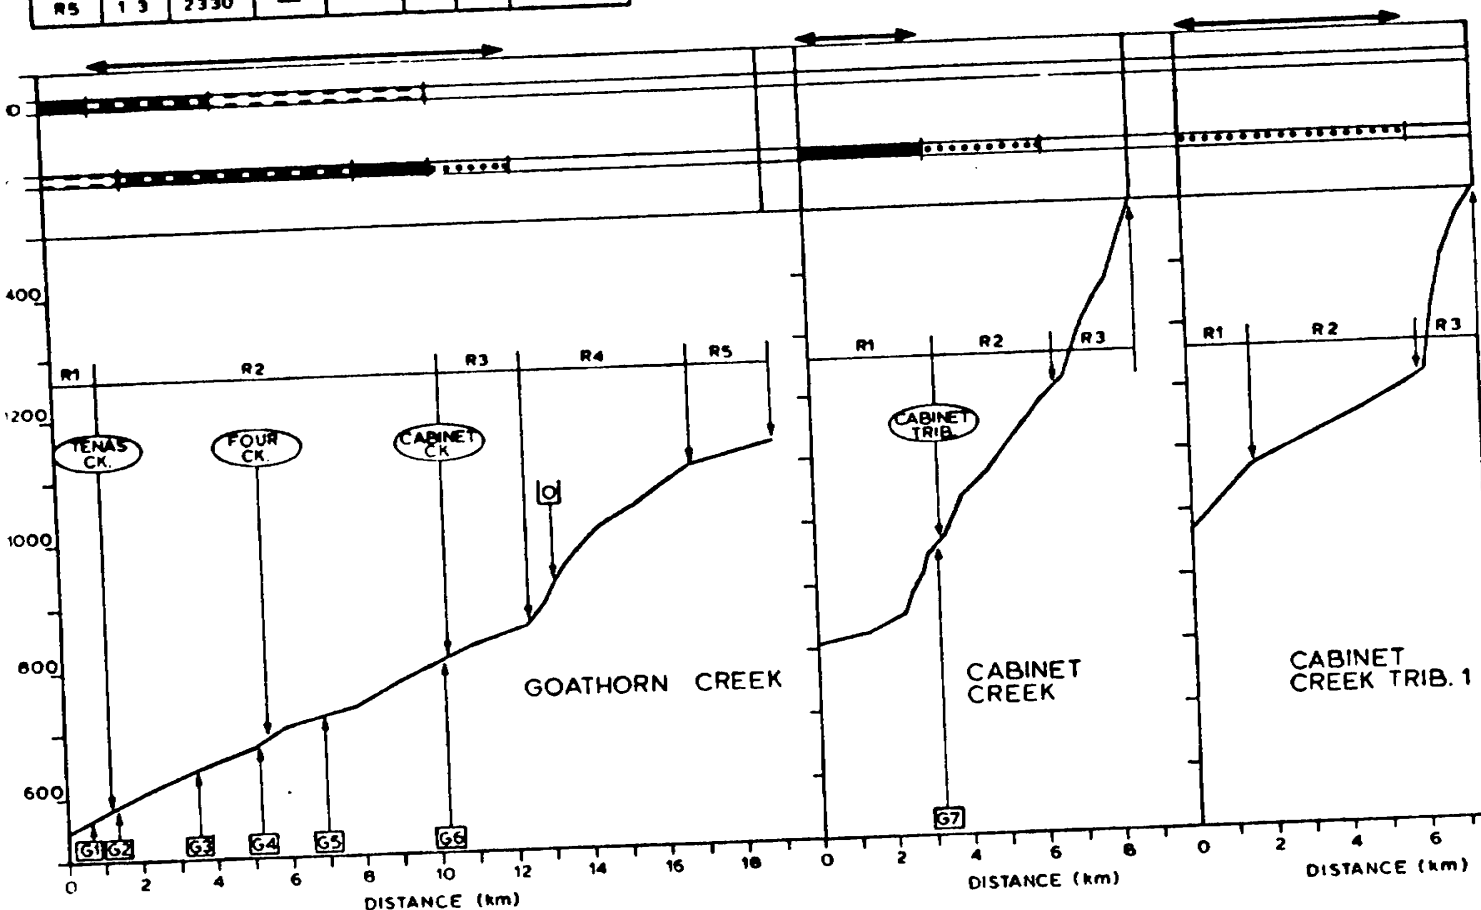 R5 1 3 2330 —
400
R1 R2 R3 R4 R5
R1 R2 R3
R1 R2 R3
1200
TENAS
CK.
FOUR
CK.
CABINET
CK
CABINET
TRIB.
1000
800
GOATHORN CREEK
CABINET
CREEK
CABINET
CREEK TRIB. 1
600
G1 G2 G3 G4 G5 G6 G7
0 2 4 6 8 10 12 14 16 18
0 2 4 6 8
0 2 4 6
DISTANCE (km)
DISTANCE (km)
DISTANCE (km)